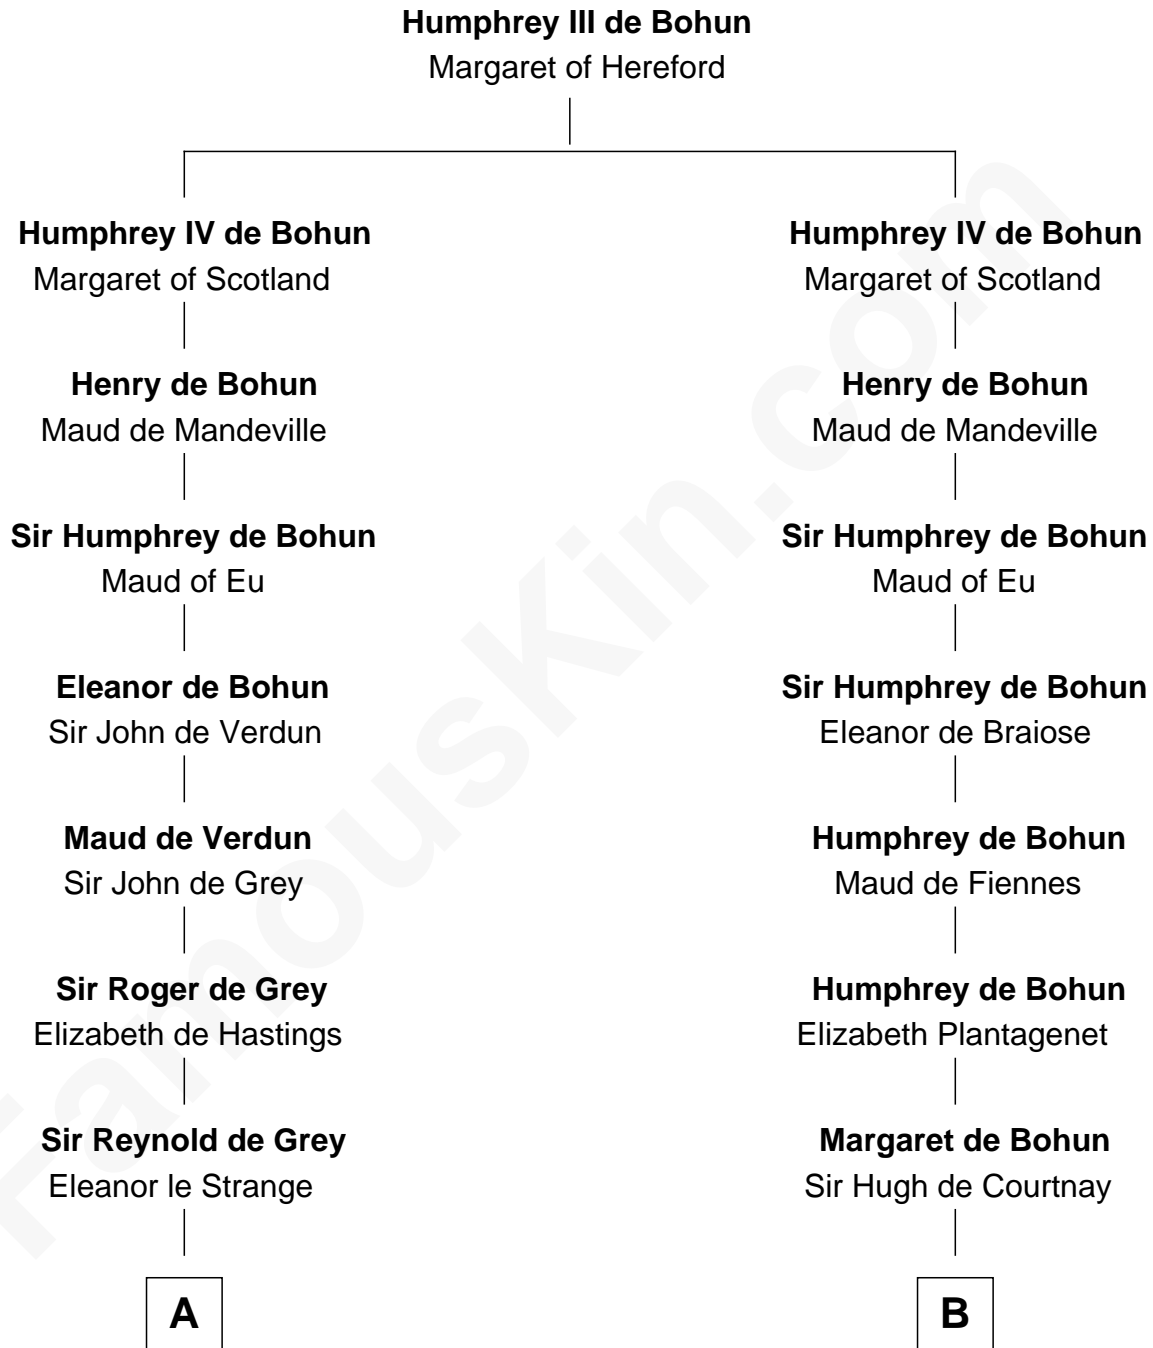 Humphrey III de Bohun
Margaret of Hereford
Humphrey IV de Bohun
Margaret of Scotland
Henry de Bohun
Maud de Mandeville
Sir Humphrey de Bohun
Maud of Eu
Eleanor de Bohun
Sir John de Verdun
Maud de Verdun
Sir John de Grey
Sir Roger de Grey
Elizabeth de Hastings
Sir Reynold de Grey
Eleanor le Strange
A
Humphrey IV de Bohun
Margaret of Scotland
Henry de Bohun
Maud de Mandeville
Sir Humphrey de Bohun
Maud of Eu
Sir Humphrey de Bohun
Eleanor de Braiose
Humphrey de Bohun
Maud de Fiennes
Humphrey de Bohun
Elizabeth Plantagenet
Margaret de Bohun
Sir Hugh de Courtnay
B
FamousKin.com